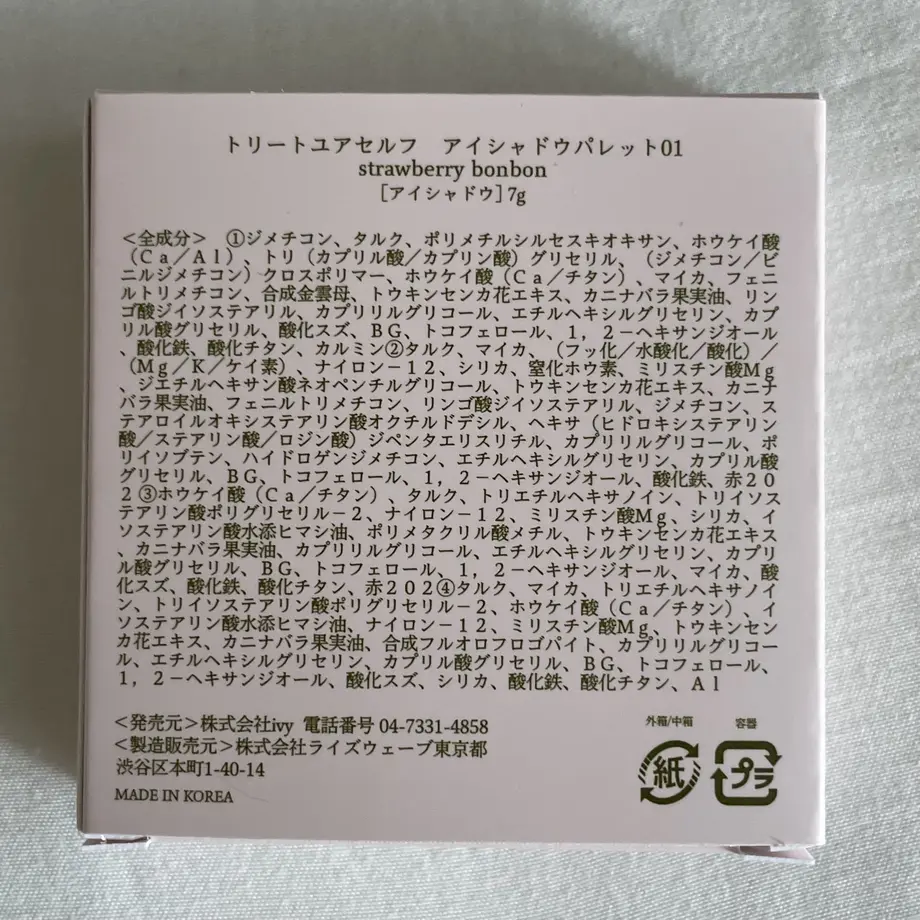 トリートユアセルフ　アイシャドウパレット01
strawberry bonbon
[アイシャドウ] 7g
＜全成分＞　①ジメチコン、タルク、ポリメチルシルセスキオキサン、ホウケイ酸
（Ｃａ／Ａｌ）、トリ（カプリル酸／カプリン酸）グリセリル、（ジメチコン／ビ
ニルジメチコン）クロスポリマー、ホウケイ酸（Ｃａ／チタン）、マイカ、フェニ
ルトリメチコン、合成金雲母、トウキンセンカ花エキス、カニナバラ果実油、リン
ゴ酸ジイソステアリル、カプリリルグリコール、エチルヘキシルグリセリン、カプ
リル酸グリセリル、酸化スズ、ＢＧ、トコフェロール、１，２－ヘキサンジオール
、酸化鉄、酸化チタン、カルミン②タルク、マイカ、（フッ化／水酸化／酸化）／
（Ｍｇ／Ｋ／ケイ素）、ナイロン－１２、シリカ、窒化ホウ素、ミリスチン酸Ｍｇ
、ジエチルヘキサン酸ネオペンチルグリコール、トウキンセンカ花エキス、カニナ
バラ果実油、フェニルトリメチコン、リンゴ酸ジイソステアリル、ジメチコン、ス
テアロイルオキシステアリン酸オクチルドデシル、ヘキサ（ヒドロキシステアリン
酸／ステアリン酸／ロジン酸）ジペンタエリスリチル、カプリリルグリコール、ポ
リイソブテン、ハイドロゲンジメチコン、エチルヘキシルグリセリン、カプリル酸
グリセリル、ＢＧ、トコフェロール、１，２－ヘキサンジオール、酸化鉄、赤２０
２③ホウケイ酸（Ｃａ／チタン）、タルク、トリエチルヘキサノイン、トリイソス
テアリン酸ポリグリセリル－２、ナイロン－１２、ミリスチン酸Ｍｇ、シリカ、イ
ソステアリン酸水添ヒマシ油、ポリメタクリル酸メチル、トウキンセンカ花エキス
、カニナバラ果実油、カプリリルグリコール、エチルヘキシルグリセリン、カプリ
ル酸グリセリル、ＢＧ、トコフェロール、１，２－ヘキサンジオール、マイカ、酸
化スズ、酸化鉄、酸化チタン、赤２０２④タルク、マイカ、トリエチルヘキサノイ
ン、トリイソステアリン酸ポリグリセリル－２、ホウケイ酸（Ｃａ／チタン）、イ
ソステアリン酸水添ヒマシ油、ナイロン－１２、ミリスチン酸Ｍｇ、トウキンセン
カ花エキス、カニナバラ果実油、合成フルオロフロゴパイト、カプリリルグリコー
ル、エチルヘキシルグリセリン、カプリル酸グリセリル、ＢＧ、トコフェロール、
１，２－ヘキサンジオール、酸化スズ、シリカ、酸化鉄、酸化チタン、Ａｌ
＜発売元＞株式会社ivy 電話番号 04-7331-4858
＜製造販売元＞株式会社ライズウェーブ東京都
渋谷区本町1-40-14
MADE IN KOREA
外箱/中箱
紙
容器
プラ